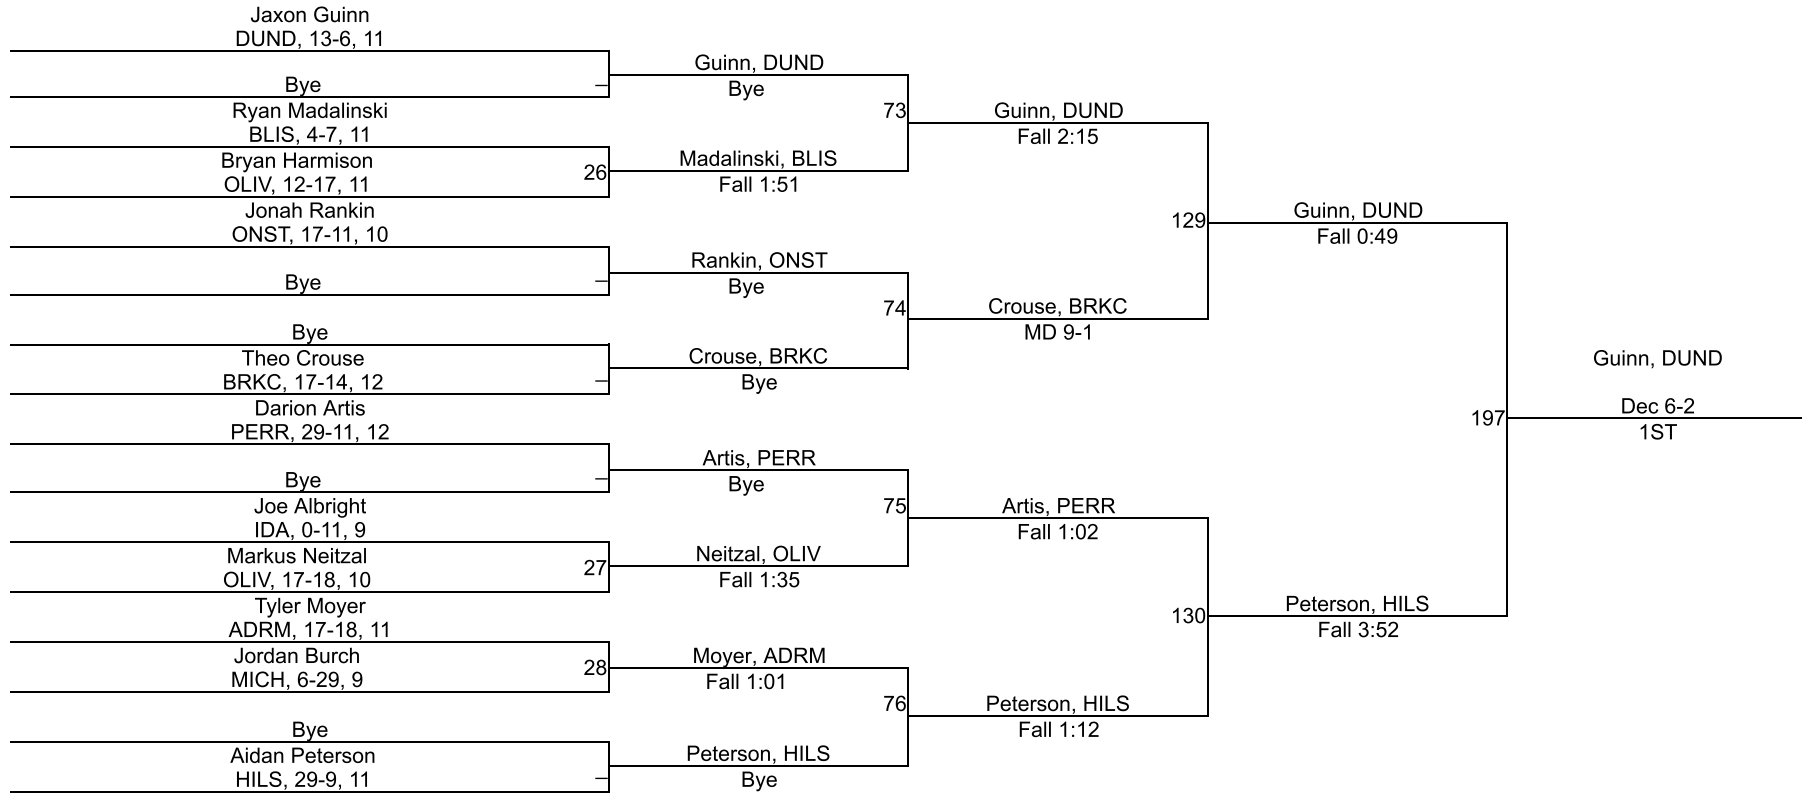 Jaxon Guinn
DUND, 13-6, 11
Bye
Ryan Madalinski
BLIS, 4-7, 11
Bryan Harmison
OLIV, 12-17, 11
26
Jonah Rankin
ONST, 17-11, 10
Bye
Bye
Theo Crouse
BRKC, 17-14, 12
Darion Artis
PERR, 29-11, 12
Bye
Joe Albright
IDA, 0-11, 9
Markus Neitzal
OLIV, 17-18, 10
27
Tyler Moyer
ADRM, 17-18, 11
Jordan Burch
MICH, 6-29, 9
28
Bye
Aidan Peterson
HILS, 29-9, 11
Guinn, DUND
Bye
73
Madalinski, BLIS
Fall 1:51
Rankin, ONST
Bye
74
Crouse, BRKC
Bye
Artis, PERR
Bye
75
Neitzal, OLIV
Fall 1:35
Moyer, ADRM
Fall 1:01
76
Peterson, HILS
Bye
Guinn, DUND
Fall 2:15
129
Crouse, BRKC
MD 9-1
Artis, PERR
Fall 1:02
130
Peterson, HILS
Fall 1:12
Guinn, DUND
Fall 0:49
197
Peterson, HILS
Fall 3:52
Guinn, DUND
Dec 6-2
1ST